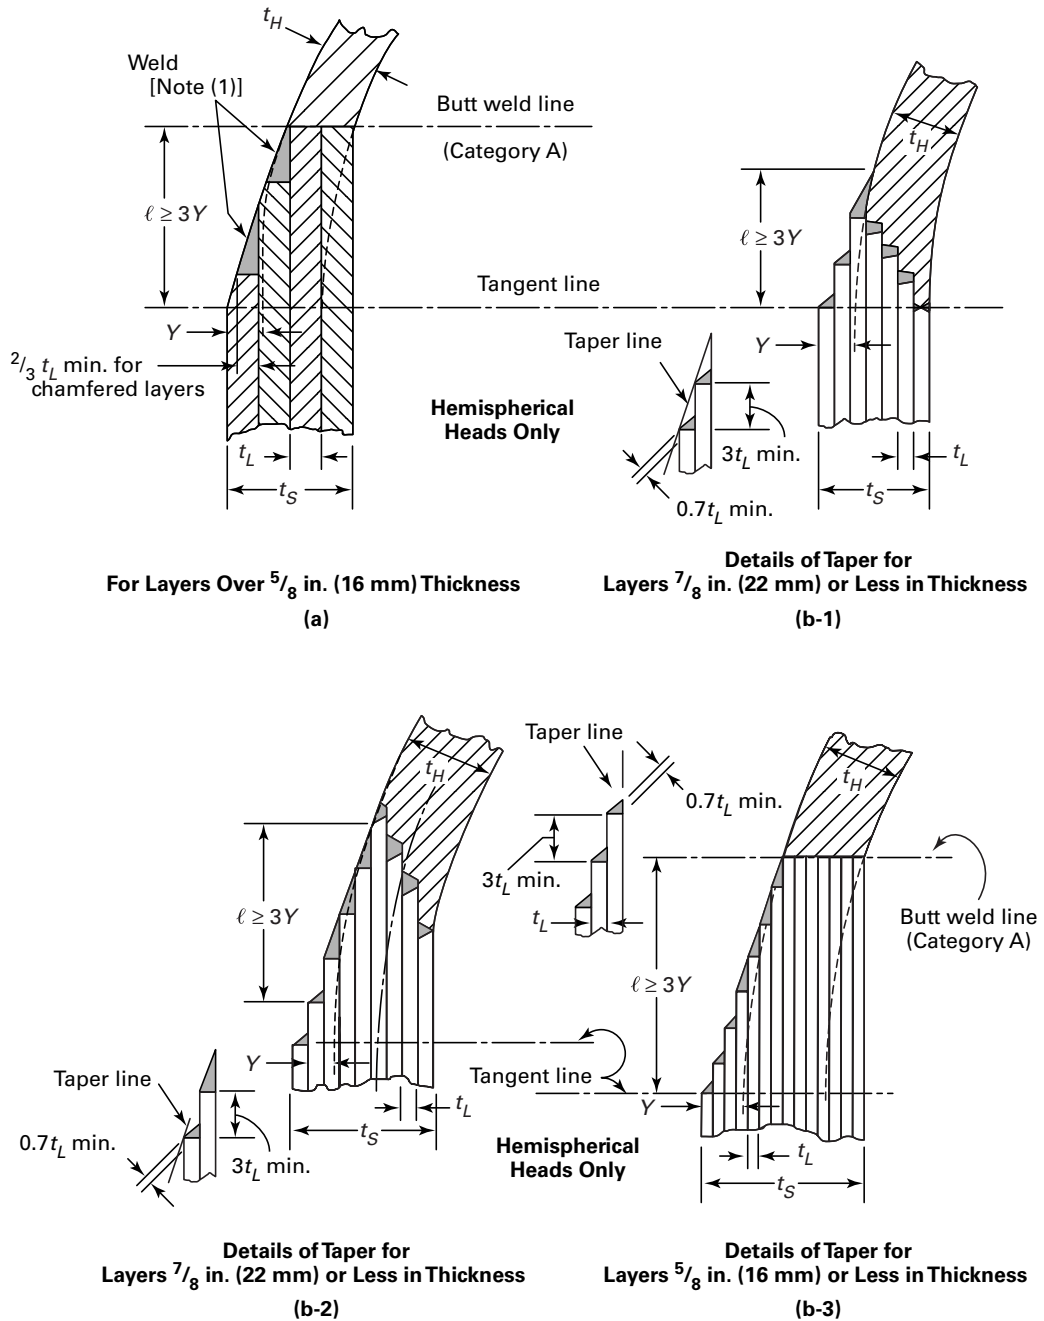 t_H
Weld
[Note (1)]
Butt weld line
(Category A)
ℓ ≥ 3Y
Tangent line
Y
2/3 t_L min. for
chamfered layers
Hemispherical
Heads Only
t_L
t_S
For Layers Over 5/8 in. (16 mm) Thickness
(a)
t_H
ℓ ≥ 3Y
Taper line
Y
3t_L min.
0.7t_L min.
t_L
t_S
Details of Taper for
Layers 7/8 in. (22 mm) or Less in Thickness
(b-1)
t_H
ℓ ≥ 3Y
Y
Taper line
0.7t_L min.
3t_L min.
t_L
t_S
Tangent line
Hemispherical
Heads Only
Details of Taper for
Layers 7/8 in. (22 mm) or Less in Thickness
(b-2)
Taper line
0.7t_L min.
3t_L min.
t_L
t_H
Butt weld line
(Category A)
ℓ ≥ 3Y
Y
t_L
t_S
Details of Taper for
Layers 5/8 in. (16 mm) or Less in Thickness
(b-3)